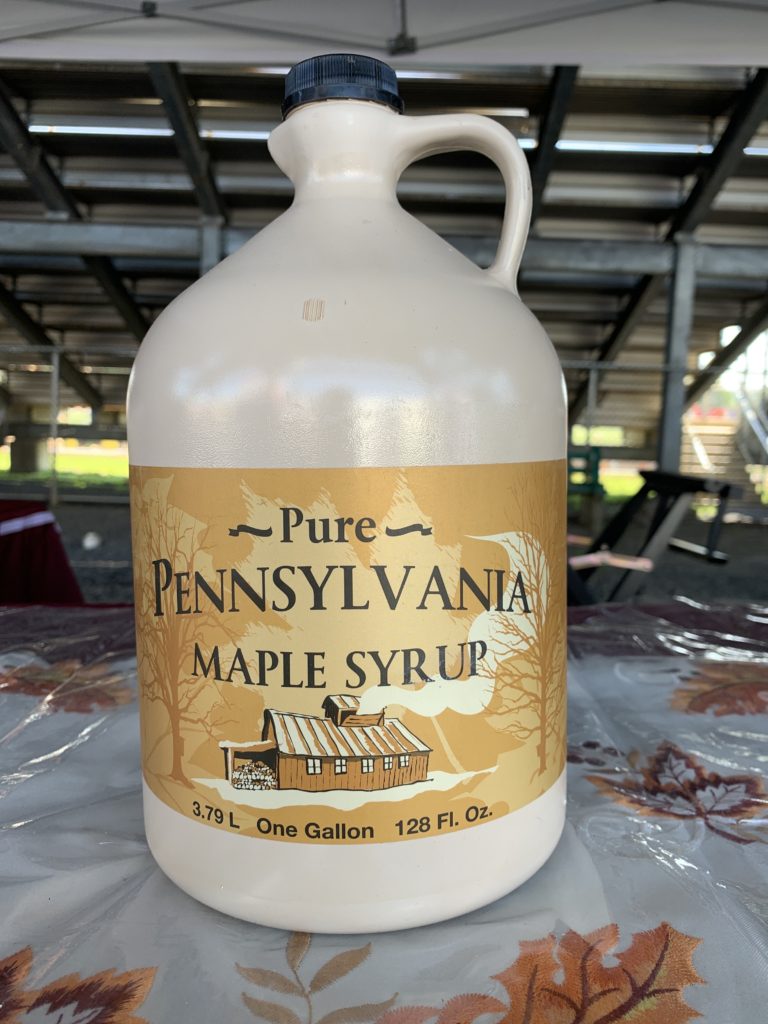 Pure
PENNSYLVANIA
MAPLE SYRUP
3.79 L One Gallon 128 Fl. Oz.